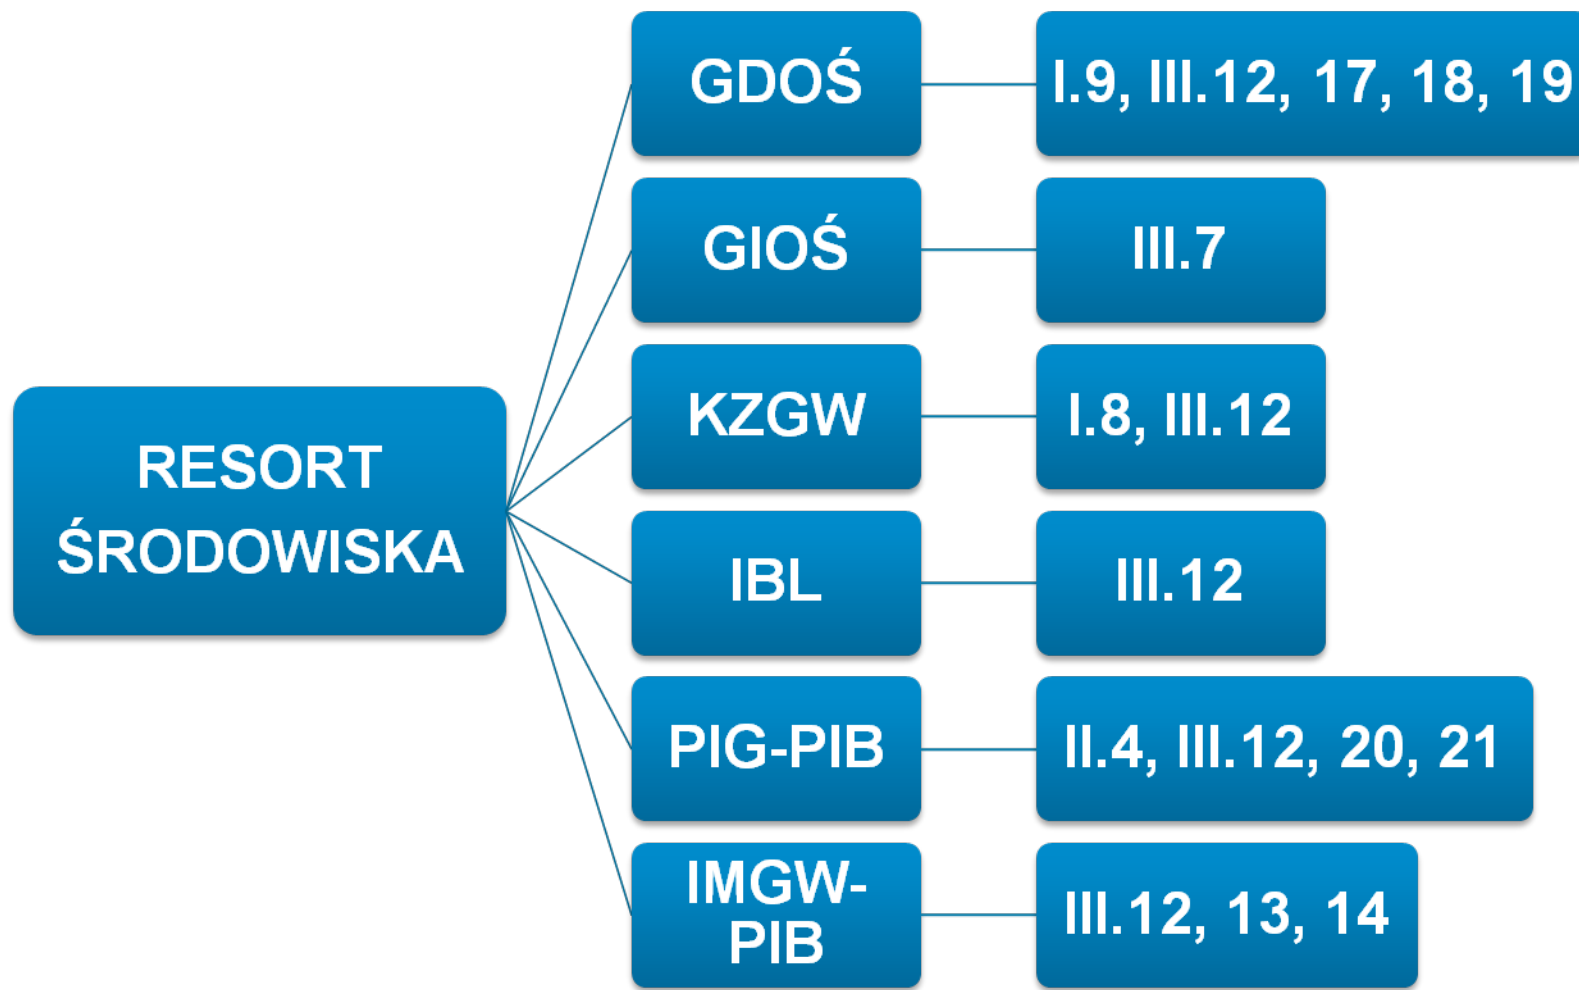 RESORT
ŚRODOWISKA
GDOŚ
I.9, III.12, 17, 18, 19
GIOŚ
III.7
KZGW
I.8, III.12
IBL
III.12
PIG-PIB
II.4, III.12, 20, 21
IMGW-
PIB
III.12, 13, 14